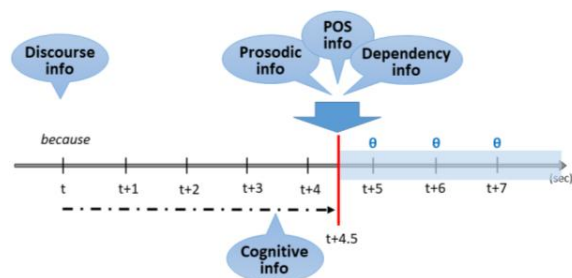 Discourse
info
Prosodic
info
POS
info
Dependency
info
because
θ θ θ
t t+1 t+2 t+3 t+4 t+5 t+6 t+7 (sec)
t+4.5
Cognitive
info